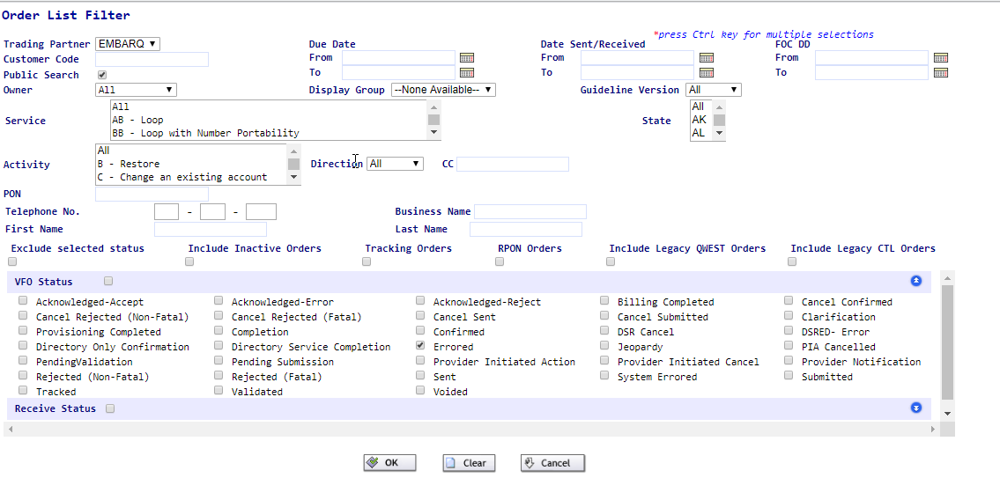 Order List Filter
*press Ctrl key for multiple selections
Trading Partner EMBARQ Due Date Date Sent/Received FOC DD
Customer Code From From From
Public Search To To To
Owner All Display Group --None Available-- Guideline Version All
Service All AB - Loop BB - Loop with Number Portability State All AK AL
Activity All B - Restore C - Change an existing account Direction All CC
PON
Telephone No. - - Business Name
First Name Last Name
Exclude selected status Include Inactive Orders Tracking Orders RPON Orders Include Legacy QWEST Orders Include Legacy CTL Orders
VFO Status
Acknowledged-Accept Acknowledged-Error Acknowledged-Reject Billing Completed Cancel Confirmed
Cancel Rejected (Non-Fatal) Cancel Rejected (Fatal) Cancel Sent Cancel Submitted Clarification
Provisioning Completed Completion Confirmed DSR Cancel DSRED- Error
Directory Only Confirmation Directory Service Completion Errored Jeopardy PIA Cancelled
PendingValidation Pending Submission Provider Initiated Action Provider Initiated Cancel Provider Notification
Rejected (Non-Fatal) Rejected (Fatal) Sent System Errored Submitted
Tracked Validated Voided
Receive Status
OK Clear Cancel